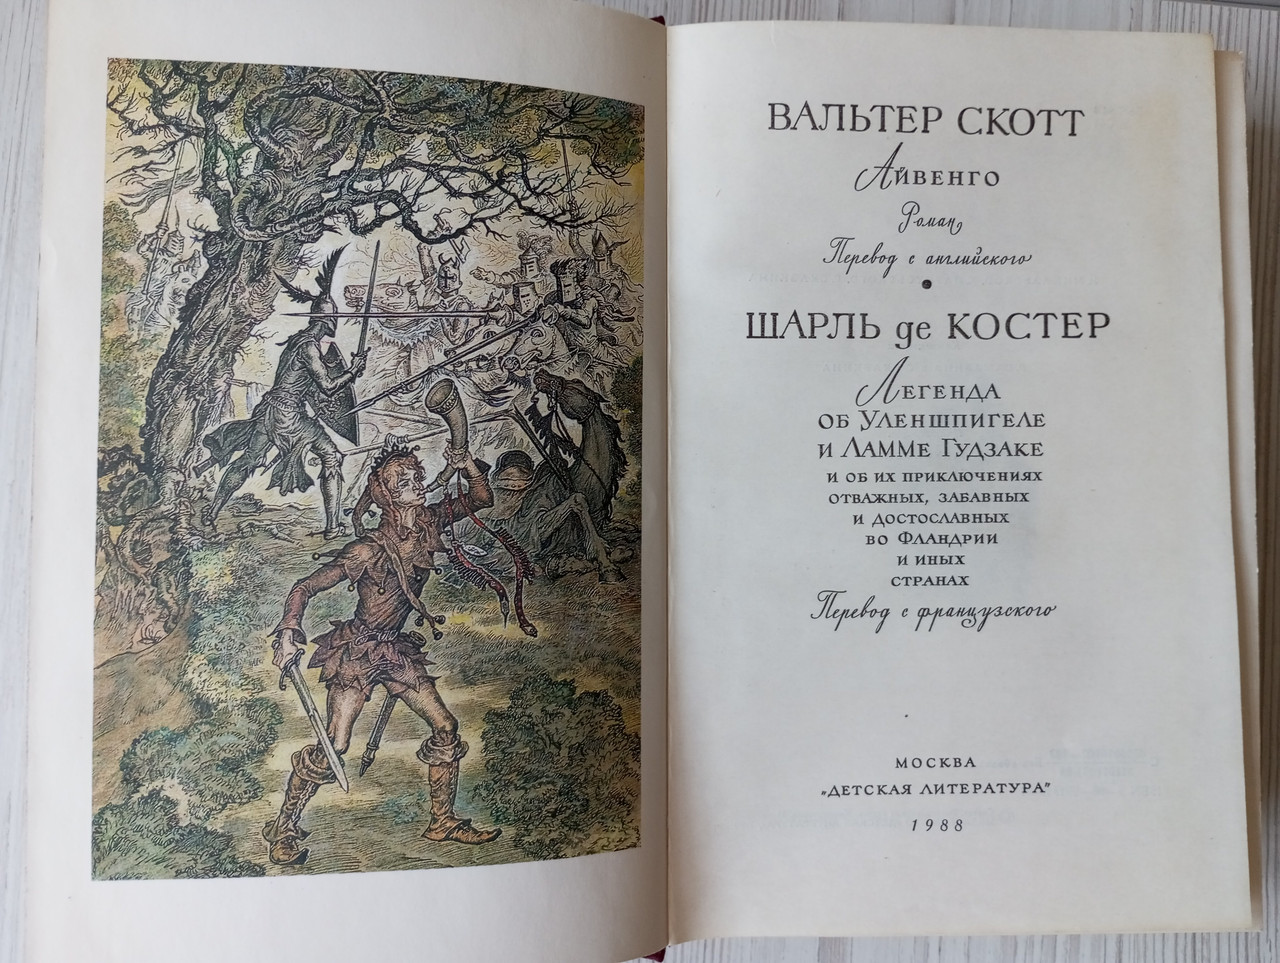 ВАЛЬТЕР СКОТТ
АЙВЕНГО
Роман
Перевод с английского
•
ШАРЛЬ де КОСТЕР
ЛЕГЕНДА
ОБ УЛЕНШПИГЕЛЕ
И ЛАММЕ ГУДЗАКЕ
И ОБ ИХ ПРИКЛЮЧЕНИЯХ
ОТВАЖНЫХ, ЗАБАВНЫХ
И ДОСТОСЛАВНЫХ
ВО ФЛАНДРИИ
И ИНЫХ
СТРАНАХ
Перевод с французского
МОСКВА
„ДЕТСКАЯ ЛИТЕРАТУРА"
1988